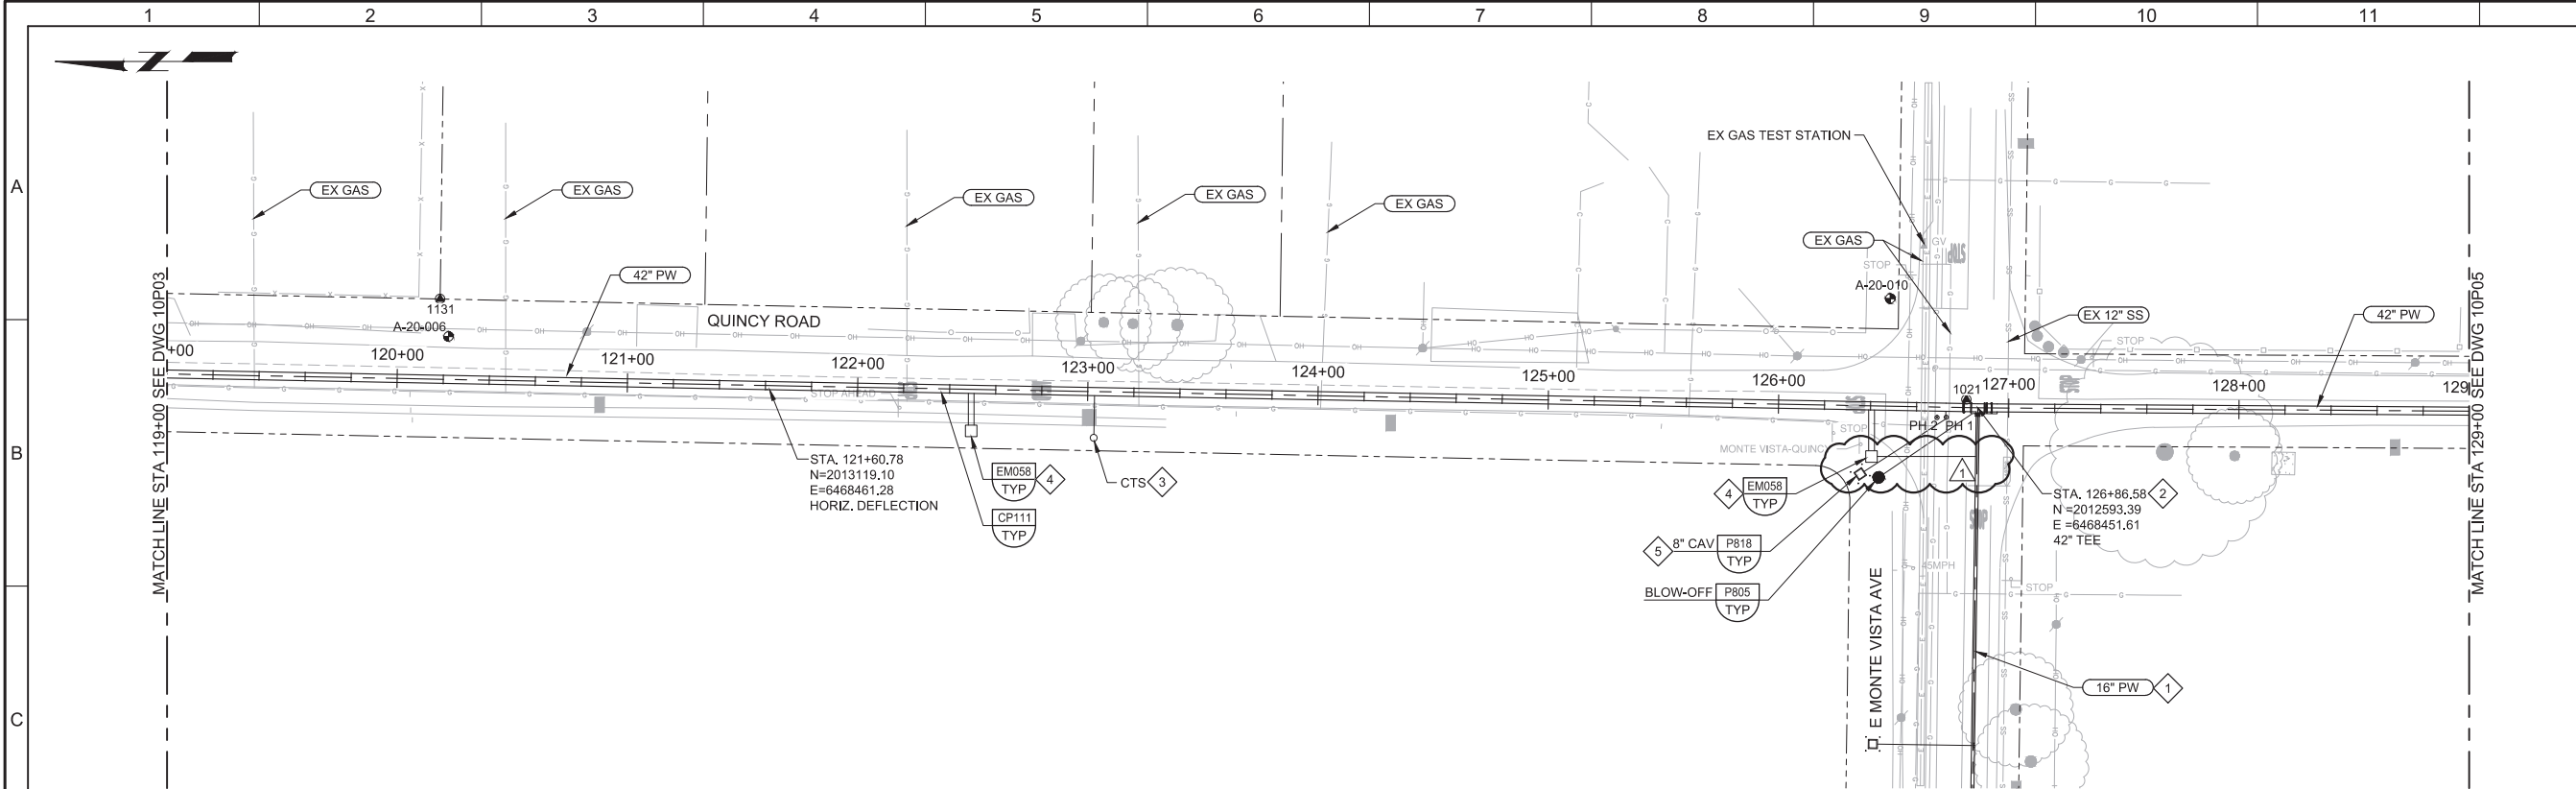 1 2 3 4 5 6 7 8 9 10 11
A
B
C
EX GAS
EX GAS
EX GAS
EX GAS
EX GAS
EX GAS TEST STATION
EX GAS
GV
STOP
STOP
A-20-010
42" PW
1131
A-20-006
QUINCY ROAD
EX 12" SS
42" PW
STOP
MATCH LINE STA 119+00 SEE DWG 10P03
MATCH LINE STA 129+00 SEE DWG 10P05
+00
120+00
121+00
122+00
123+00
124+00
125+00
126+00
127+00
128+00
129
1021
STOP AHEAD
STOP
PH 2 PH 1
MONTE VISTA-QUINCY
STA. 121+60.78
N=2013119.10
E=6468461.28
HORIZ. DEFLECTION
EM058
TYP
4
CP111
TYP
CTS 3
4
EM058
TYP
1
STA. 126+86.58 2
N =2012593.39
E =6468451.61
42" TEE
5 8" CAV
P818
TYP
BLOW-OFF
P805
TYP
45MPH
STOP
E MONTE VISTA AVE
16" PW 1